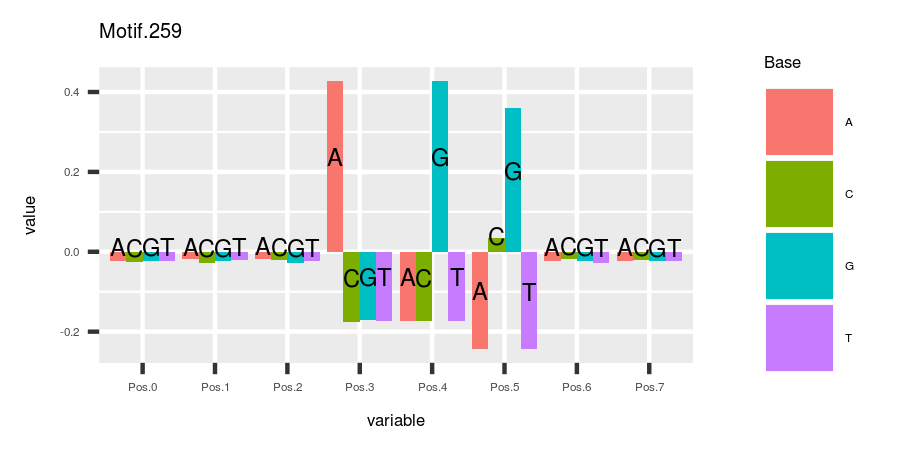 Motif.259
Base
0.4
A
A
G
C
0.2
G
value
C
G
ACGT ACGT ACGT ACGT ACGT
0.0
CGT AC T
A T
T
-0.2
Pos.0 Pos.1 Pos.2 Pos.3 Pos.4 Pos.5 Pos.6 Pos.7
variable